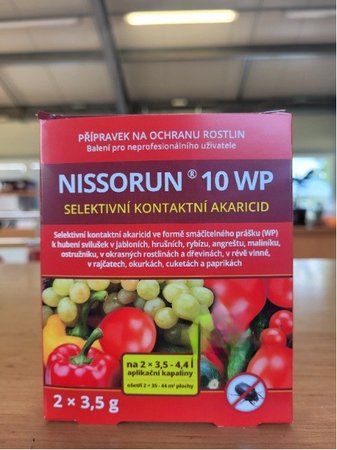 PŘÍPRAVEK NA OCHRANU ROSTLIN
Balení pro neprofesionálního uživatele
NISSORUN ® 10 WP
SELEKTIVNÍ KONTAKTNÍ AKARICID
Selektivní kontaktní akaricid ve formě smáčitelného prášku (WP)
k hubení svilušek v jabloních, hrušních, rybízu, angreštu, maliníku,
ostružiníku, v okrasných rostlinách a dřevinách, v révě vinné,
v rajčatech, okurkách, cuketách a paprikách
na 2 × 3,5 - 4,4 l
aplikační kapaliny
ošetří 2 × 35 - 44 m² plochy
2 × 3,5 g